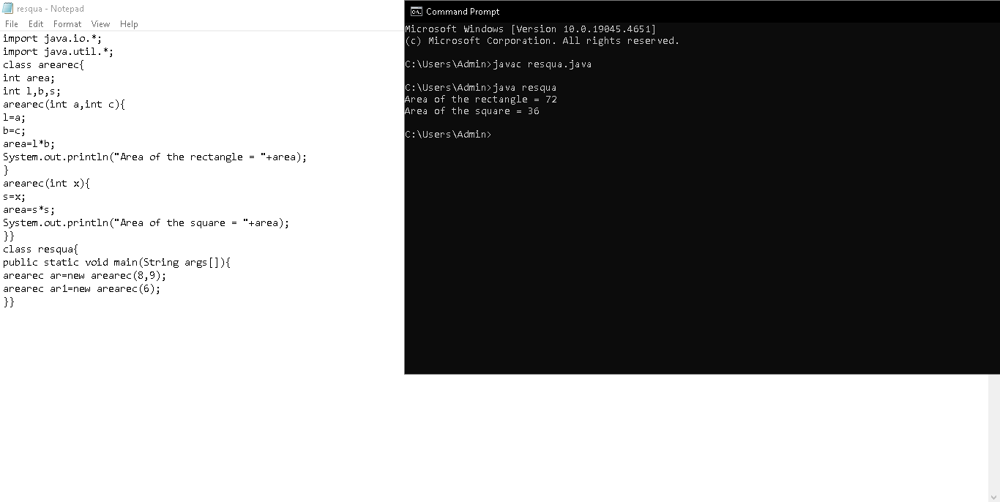 resqua - Notepad
File Edit Format View Help
import java.io.*;
import java.util.*;
class arearec{
int area;
int l,b,s;
arearec(int a,int c){
l=a;
b=c;
area=l*b;
System.out.println("Area of the rectangle = "+area);
}
arearec(int x){
s=x;
area=s*s;
System.out.println("Area of the square = "+area);
}}
class resqua{
public static void main(String args[]){
arearec ar=new arearec(8,9);
arearec ar1=new arearec(6);
}}
Command Prompt
Microsoft Windows [Version 10.0.19045.4651]
(c) Microsoft Corporation. All rights reserved.
C:\Users\Admin>javac resqua.java
C:\Users\Admin>java resqua
Area of the rectangle = 72
Area of the square = 36
C:\Users\Admin>